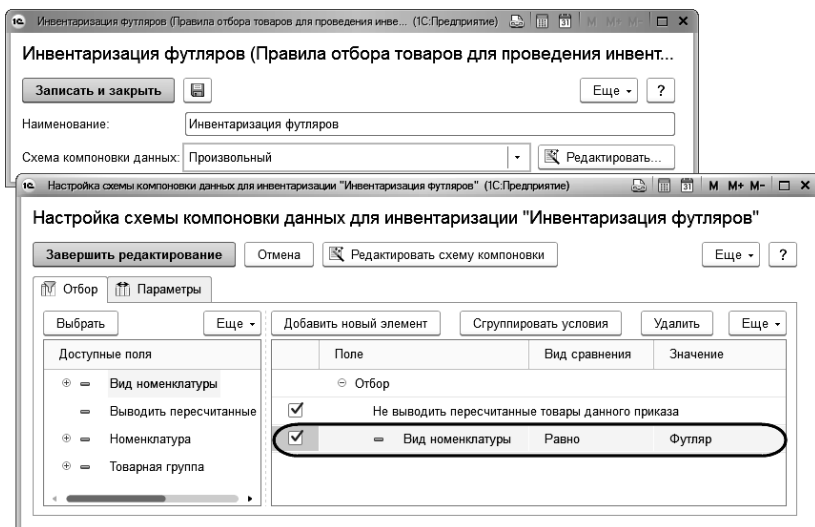 Инвентаризация футляров (Правила отбора товаров для проведения инве... (1С:Предприятие) 31 M M+ M-
Инвентаризация футляров (Правила отбора товаров для проведения инвент...
Записать и закрыть Еще ?
Наименование: Инвентаризация футляров
Схема компоновки данных: Произвольный Редактировать...
Настройка схемы компоновки данных для инвентаризации "Инвентаризация футляров" (1С:Предприятие) 31 M M+ M-
Настройка схемы компоновки данных для инвентаризации "Инвентаризация футляров"
Завершить редактирование Отмена Редактировать схему компоновки Еще ?
Отбор Параметры
Выбрать Еще Добавить новый элемент Сгруппировать условия Удалить Еще
Доступные поля Поле Вид сравнения Значение
Вид номенклатуры Отбор
Выводить пересчитанные Не выводить пересчитанные товары данного приказа
Номенклатура Вид номенклатуры Равно Футляр
Товарная группа